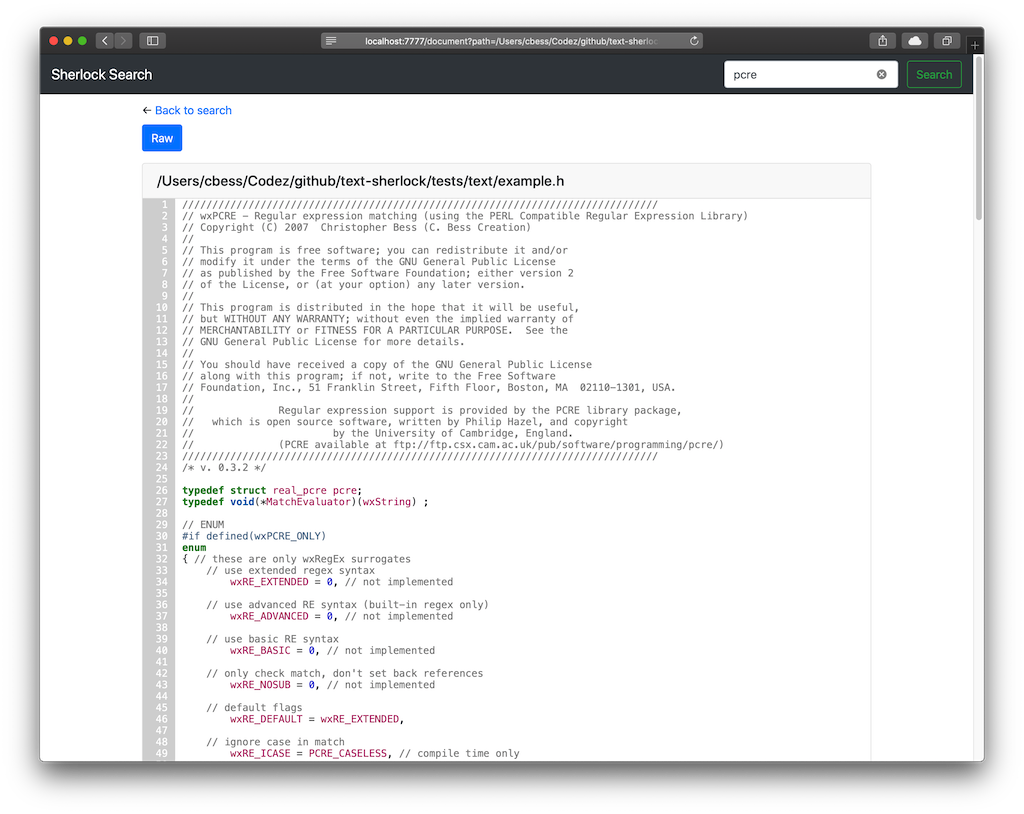 localhost:7777/document?path=/Users/cbess/Codez/github/text-sherloc
Sherlock Search
pcre
Search
← Back to search
Raw
/Users/cbess/Codez/github/text-sherlock/tests/text/example.h
1 ///////////////////////////////////////////////////////////////////////////////
2 // wxPCRE - Regular expression matching (using the PERL Compatible Regular Expression Library)
3 // Copyright (C) 2007  Christopher Bess (C. Bess Creation)
4 //
5 // This program is free software; you can redistribute it and/or
6 // modify it under the terms of the GNU General Public License
7 // as published by the Free Software Foundation; either version 2
8 // of the License, or (at your option) any later version.
9 //
10 // This program is distributed in the hope that it will be useful,
11 // but WITHOUT ANY WARRANTY; without even the implied warranty of
12 // MERCHANTABILITY or FITNESS FOR A PARTICULAR PURPOSE.  See the
13 // GNU General Public License for more details.
14 //
15 // You should have received a copy of the GNU General Public License
16 // along with this program; if not, write to the Free Software
17 // Foundation, Inc., 51 Franklin Street, Fifth Floor, Boston, MA  02110-1301, USA.
18 //
19 //              Regular expression support is provided by the PCRE library package,
20 //   which is open source software, written by Philip Hazel, and copyright
21 //                       by the University of Cambridge, England.
22 //              (PCRE available at ftp://ftp.csx.cam.ac.uk/pub/software/programming/pcre/)
23 ///////////////////////////////////////////////////////////////////////////////
24 /* v. 0.3.2 */
25
26 typedef struct real_pcre pcre;
27 typedef void(*MatchEvaluator)(wxString) ;
28
29 // ENUM
30 #if defined(wxPCRE_ONLY)
31 enum
32 { // these are only wxRegEx surrogates
33     // use extended regex syntax
34         wxRE_EXTENDED = 0, // not implemented
35
36     // use advanced RE syntax (built-in regex only)
37         wxRE_ADVANCED = 0, // not implemented
38
39     // use basic RE syntax
40         wxRE_BASIC = 0, // not implemented
41
42     // only check match, don't set back references
43         wxRE_NOSUB = 0, // not implemented
44
45     // default flags
46         wxRE_DEFAULT = wxRE_EXTENDED,
47
48     // ignore case in match
49         wxRE_ICASE = PCRE_CASELESS, // compile time only